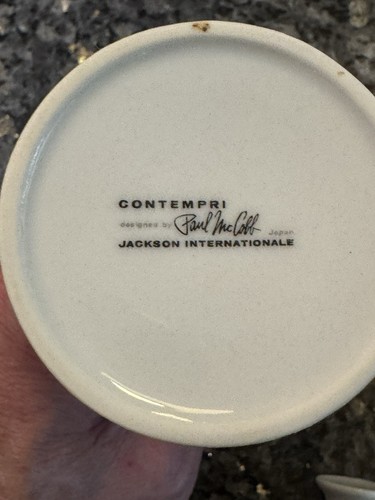 CONTEMPRI
designed by Paul McCobb Japan
JACKSON INTERNATIONALE